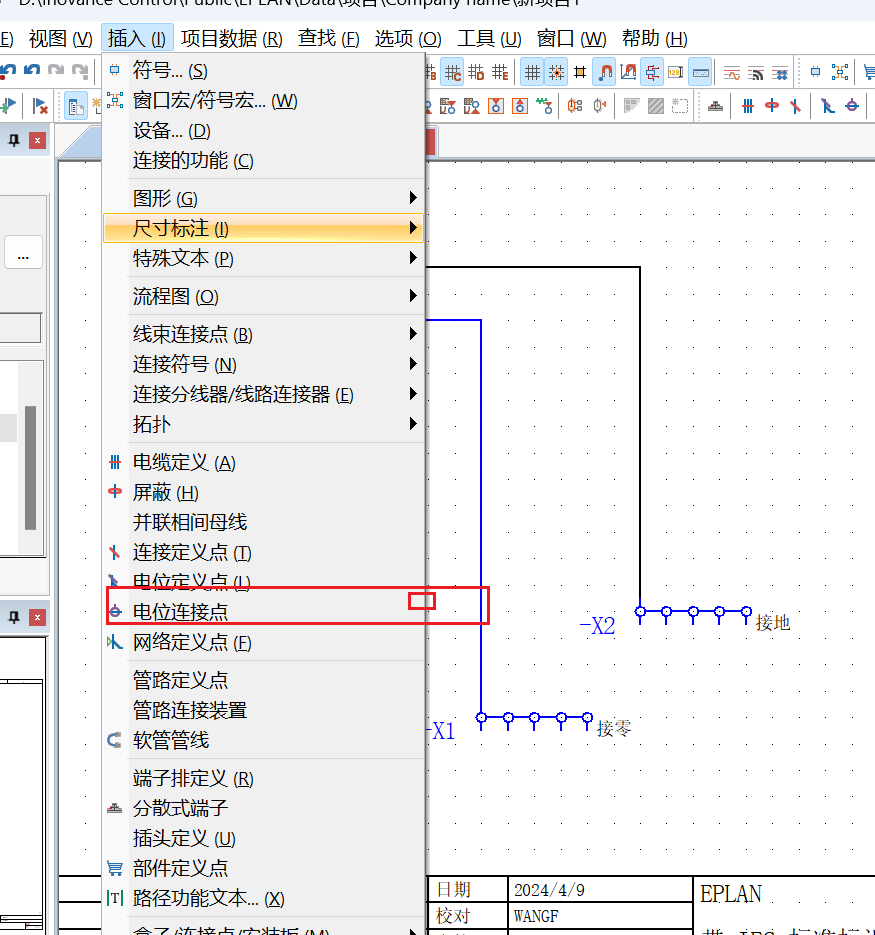 D:\Inovance Control\Public\EPLAN\Data\项目\Company name\新项目1
E) 视图 (V) 插入 (I) 项目数据 (R) 查找 (F) 选项 (O) 工具 (U) 窗口 (W) 帮助 (H)
符号... (S)
窗口宏/符号宏... (W)
设备... (D)
连接的功能 (C)
图形 (G)
尺寸标注 (I)
特殊文本 (P)
...
流程图 (O)
线束连接点 (B)
连接符号 (N)
连接分线器/线路连接器 (E)
拓扑
电缆定义 (A)
屏蔽 (H)
并联相间母线
连接定义点 (T)
电位定义点 (L)
电位连接点
-X2
接地
网络定义点 (F)
管路定义点
管路连接装置
-X1
接零
软管管线
端子排定义 (R)
分散式端子
插头定义 (U)
部件定义点
日期 2024/4/9 EPLAN
路径功能文本... (X)
校对 WANGF
盒子/连接点/安装板 (M)